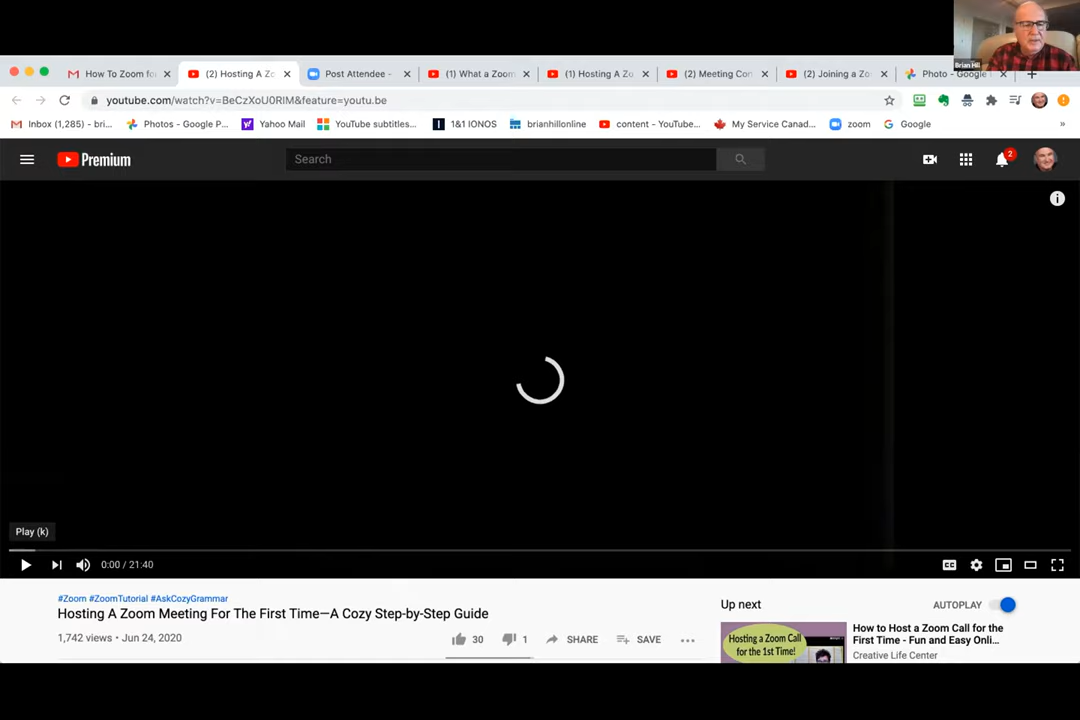 Brian Hill
How To Zoom fo
(2) Hosting A Zo
Post Attendee -
(1) What a Zoom
(1) Hosting A Zo
(2) Meeting Con
(2) Joining a Zo
Photo - Google
youtube.com/watch?v=BeCzXoU0RIM&feature=youtu.be
Inbox (1,285) - bri...
Photos - Google P...
Yahoo Mail
YouTube subtitles...
1&1 IONOS
brianhillonline
content - YouTube...
My Service Canad...
zoom
Google
»
Premium
Search
2
Play (k)
0:00 / 21:40
CC
#Zoom #ZoomTutorial #AskCozyGrammar
Hosting A Zoom Meeting For The First Time—A Cozy Step-by-Step Guide
1,742 views • Jun 24, 2020
30
1
SHARE
SAVE
Up next
AUTOPLAY
Hosting a Zoom Call
for the 1st Time!
How to Host a Zoom Call for the
First Time - Fun and Easy Onli...
Creative Life Center